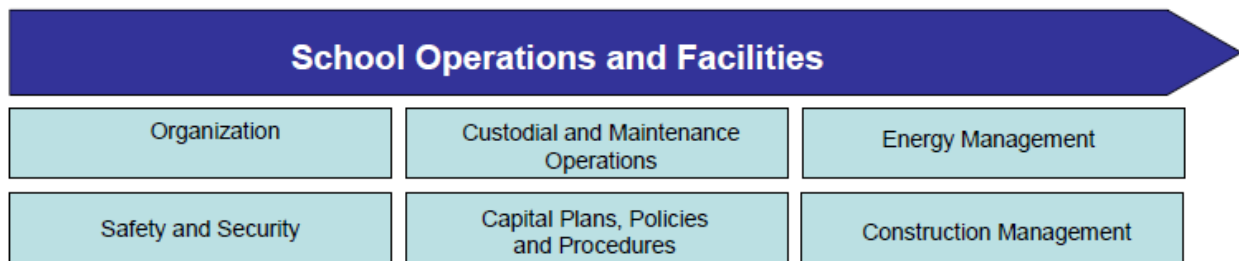 School Operations and Facilities
Organization
Custodial and Maintenance
Operations
Energy Management
Safety and Security
Capital Plans, Policies
and Procedures
Construction Management